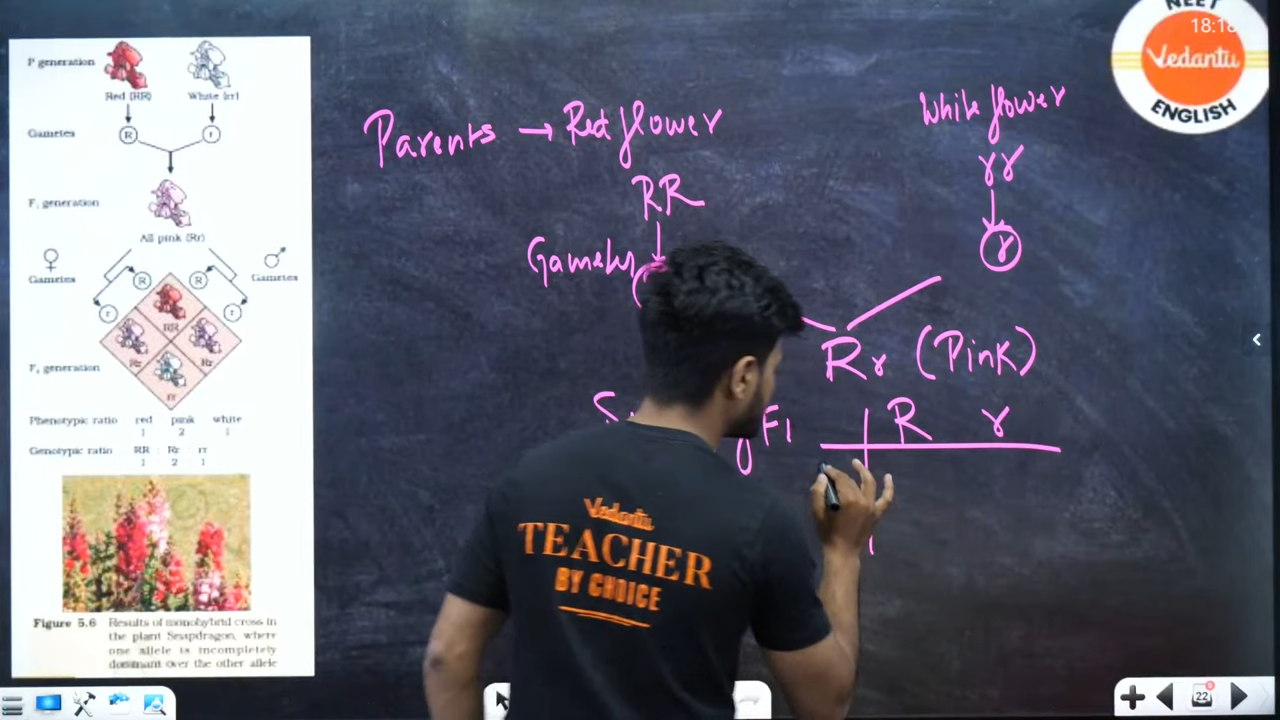 NEET
18:18
Vedantu
ENGLISH
P generation
Red (RR)
White (rr)
Gametes
R
r
F₁ generation
All pink (Rr)
♀
♂
Gametes
Gametes
R
R
r
r
RR
Rr
Rr
rr
F₂ generation
Phenotypic ratio red : pink : white
1 2 1
Genotypic ratio RR : Rr : rr
1 2 1
Figure 5.6 Results of monohybrid cross in
the plant Snapdragon, where
one allele is incompletely
dominant over the other allele
Parents → Red flower
White flower
RR
rr
Gametes
r
Rr (Pink)
F1
R r
Vedantu
TEACHER
BY CHOICE
22